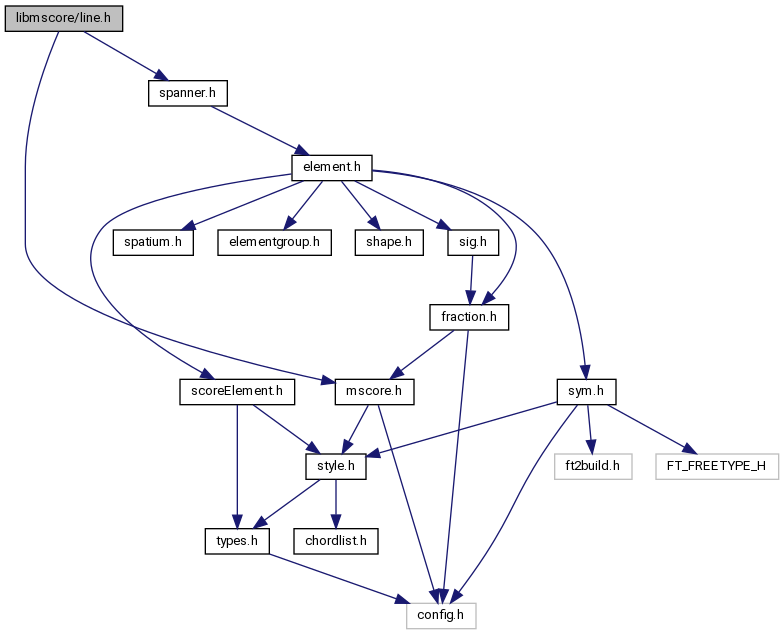 libmscore/line.h
spanner.h
element.h
spatium.h
elementgroup.h
shape.h
sig.h
fraction.h
scoreElement.h
mscore.h
sym.h
style.h
ft2build.h
FT_FREETYPE_H
types.h
chordlist.h
config.h